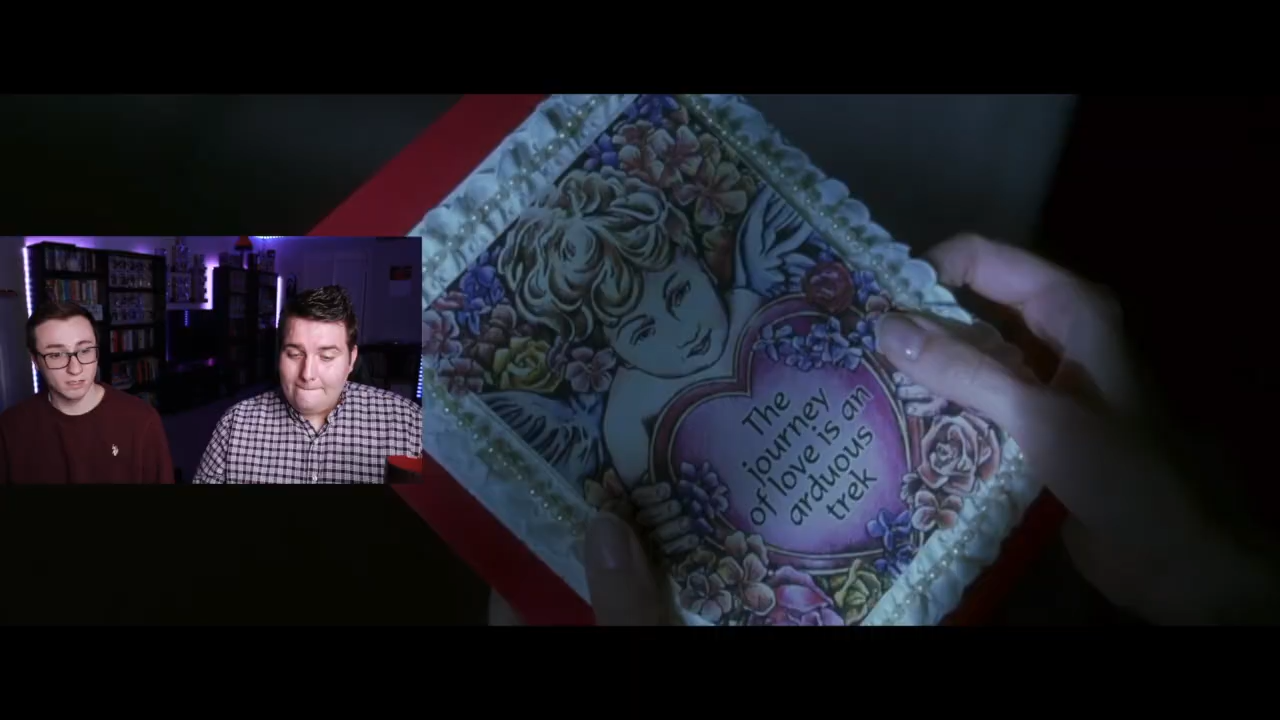 The
journey
of love is an
arduous
trek